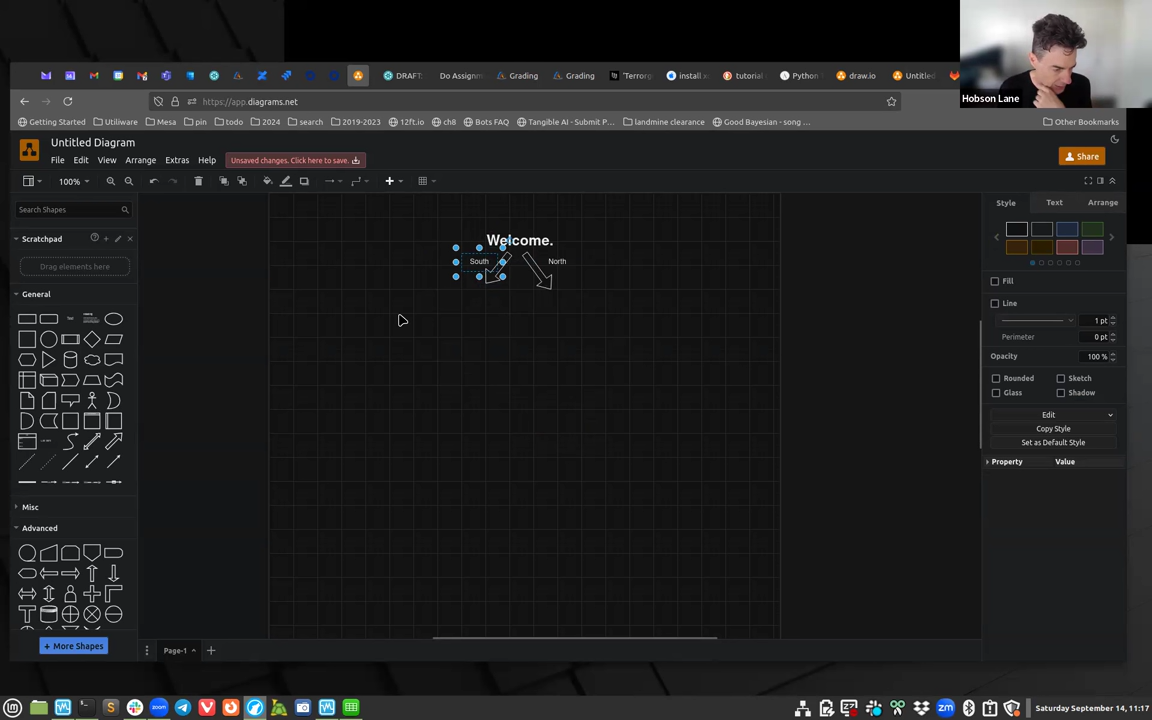 DRAFT:
Do Assignm
Grading
Grading
'Terrorg
install x
tutorial
Python
draw.io
Untitled
Hobson Lane
https://app.diagrams.net
Getting Started
Utiliware
Mesa
pin
todo
2024
search
2019-2023
12ft.io
ch8
Bots FAQ
Tangible AI - Submit P...
landmine clearance
Good Bayesian - song ...
Other Bookmarks
Untitled Diagram
File Edit View Arrange Extras Help
Unsaved changes. Click here to save.
Share
100%
Search Shapes
Style Text Arrange
Scratchpad
Drag elements here
General
Text
Welcome.
South
North
Fill
Line
1 pt
Perimeter
0 pt
Opacity
100 %
Rounded
Sketch
Glass
Shadow
Edit
Copy Style
Set as Default Style
Property
Value
Misc
Advanced
+ More Shapes
Page-1
zoom
zm
Saturday September 14, 11:17